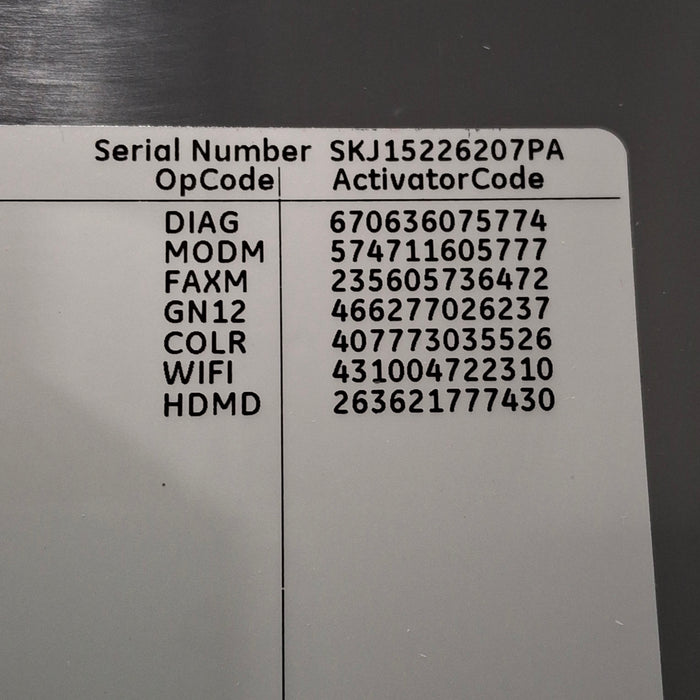 Serial Number SKJ15226207PA
OpCode ActivatorCode
DIAG 670636075774
MODM 574711605777
FAXM 235605736472
GN12 466277026237
COLR 407773035526
WIFI 431004722310
HDMD 263621777430